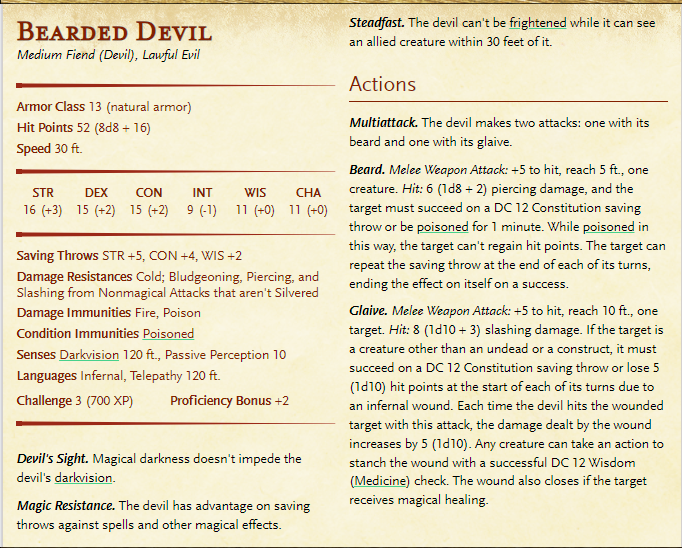 Bearded Devil
Medium Fiend (Devil), Lawful Evil
Armor Class 13 (natural armor)
Hit Points 52 (8d8 + 16)
Speed 30 ft.
STR DEX CON INT WIS CHA
16 (+3) 15 (+2) 15 (+2) 9 (-1) 11 (+0) 11 (+0)
Saving Throws STR +5, CON +4, WIS +2
Damage Resistances Cold; Bludgeoning, Piercing, and
Slashing from Nonmagical Attacks that aren't Silvered
Damage Immunities Fire, Poison
Condition Immunities Poisoned
Senses Darkvision 120 ft., Passive Perception 10
Languages Infernal, Telepathy 120 ft.
Challenge 3 (700 XP) Proficiency Bonus +2
Devil's Sight. Magical darkness doesn't impede the
devil's darkvision.
Magic Resistance. The devil has advantage on saving
throws against spells and other magical effects.
Steadfast. The devil can't be frightened while it can see
an allied creature within 30 feet of it.
Actions
Multiattack. The devil makes two attacks: one with its
beard and one with its glaive.
Beard. Melee Weapon Attack: +5 to hit, reach 5 ft., one
creature. Hit: 6 (1d8 + 2) piercing damage, and the
target must succeed on a DC 12 Constitution saving
throw or be poisoned for 1 minute. While poisoned in
this way, the target can't regain hit points. The target can
repeat the saving throw at the end of each of its turns,
ending the effect on itself on a success.
Glaive. Melee Weapon Attack: +5 to hit, reach 10 ft., one
target. Hit: 8 (1d10 + 3) slashing damage. If the target is
a creature other than an undead or a construct, it must
succeed on a DC 12 Constitution saving throw or lose 5
(1d10) hit points at the start of each of its turns due to
an infernal wound. Each time the devil hits the wounded
target with this attack, the damage dealt by the wound
increases by 5 (1d10). Any creature can take an action to
stanch the wound with a successful DC 12 Wisdom
(Medicine) check. The wound also closes if the target
receives magical healing.